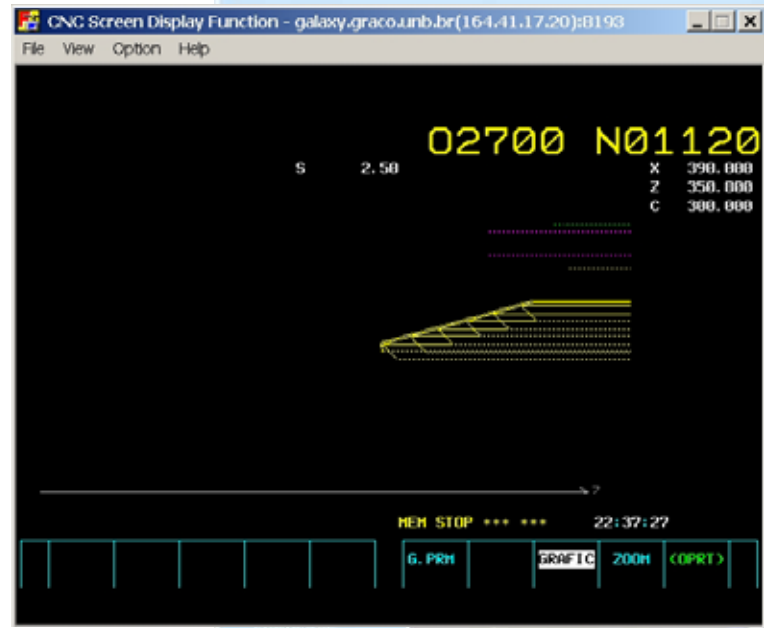 CNC Screen Display Function - galaxy.graco.unb.br(164.41.17.20):8193
File View Option Help
O2700 N01120
S 2.50 X 390.000
Z 350.000
C 300.000
Z
MEM STOP *** *** 22:37:27
G.PRM GRAFIC ZOOM (OPRT)